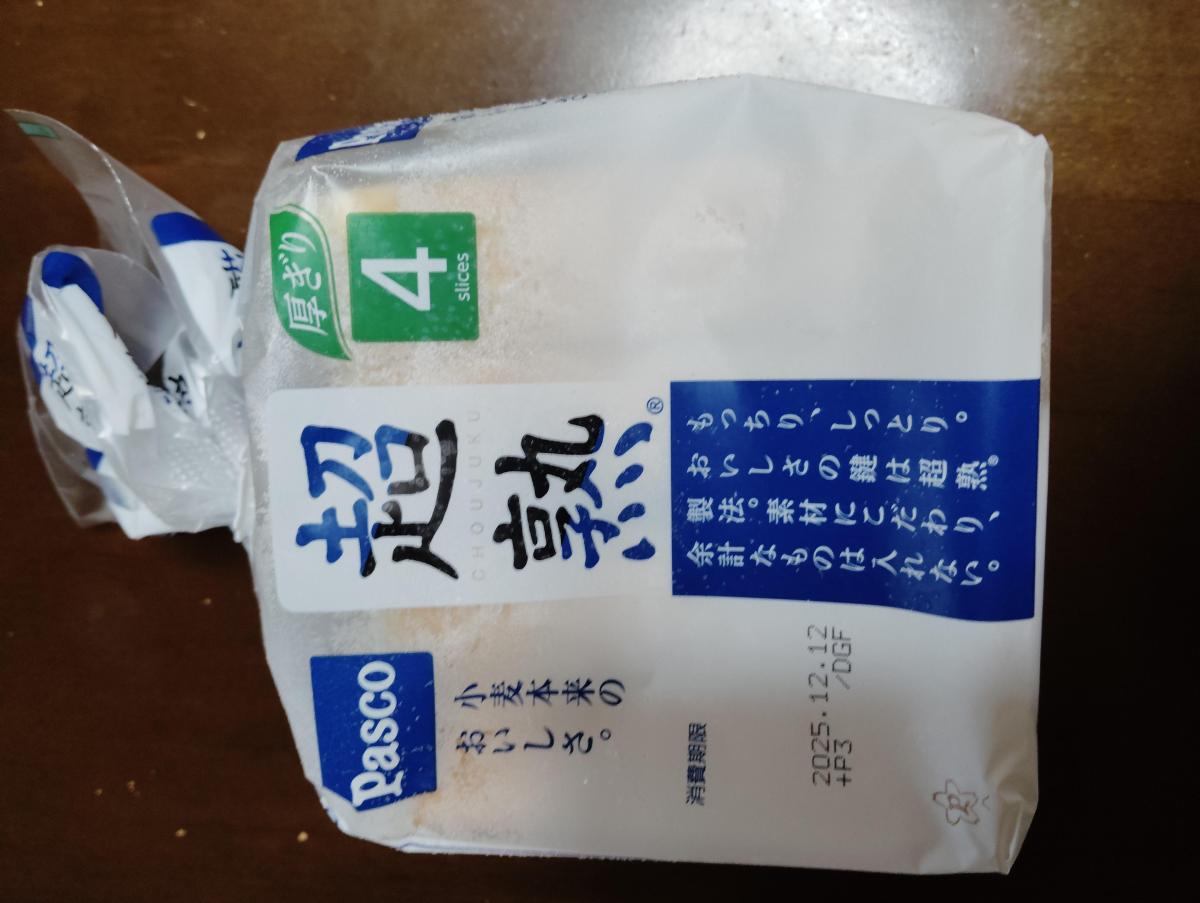 Pasco
小麦本来の
おいしさ。
超熟®
CHOUJUKU
厚ぎり
4
slices
もっちり、しっとり。
おいしさの鍵は超熟®
製法。素材にこだわり、
余計なものは入れない。
消費期限
2025.12.12
+P3 /DGF